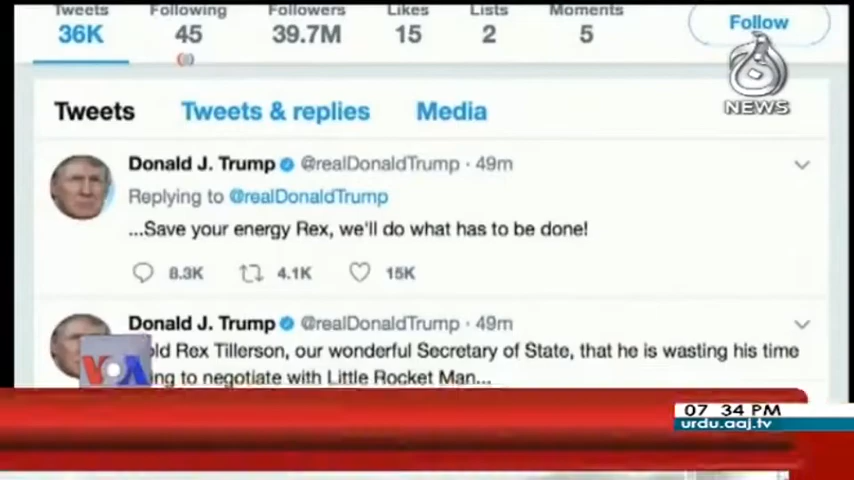 Tweets Following Followers Likes Lists Moments
36K 45 39.7M 15 2 5 Follow
NEWS
Tweets Tweets & replies Media
Donald J. Trump @realDonaldTrump · 49m
Replying to @realDonaldTrump
...Save your energy Rex, we'll do what has to be done!
8.3K 4.1K 15K
Donald J. Trump @realDonaldTrump · 49m
old Rex Tillerson, our wonderful Secretary of State, that he is wasting his time
VOA ing to negotiate with Little Rocket Man...
07 34 PM
urdu.aaj.tv